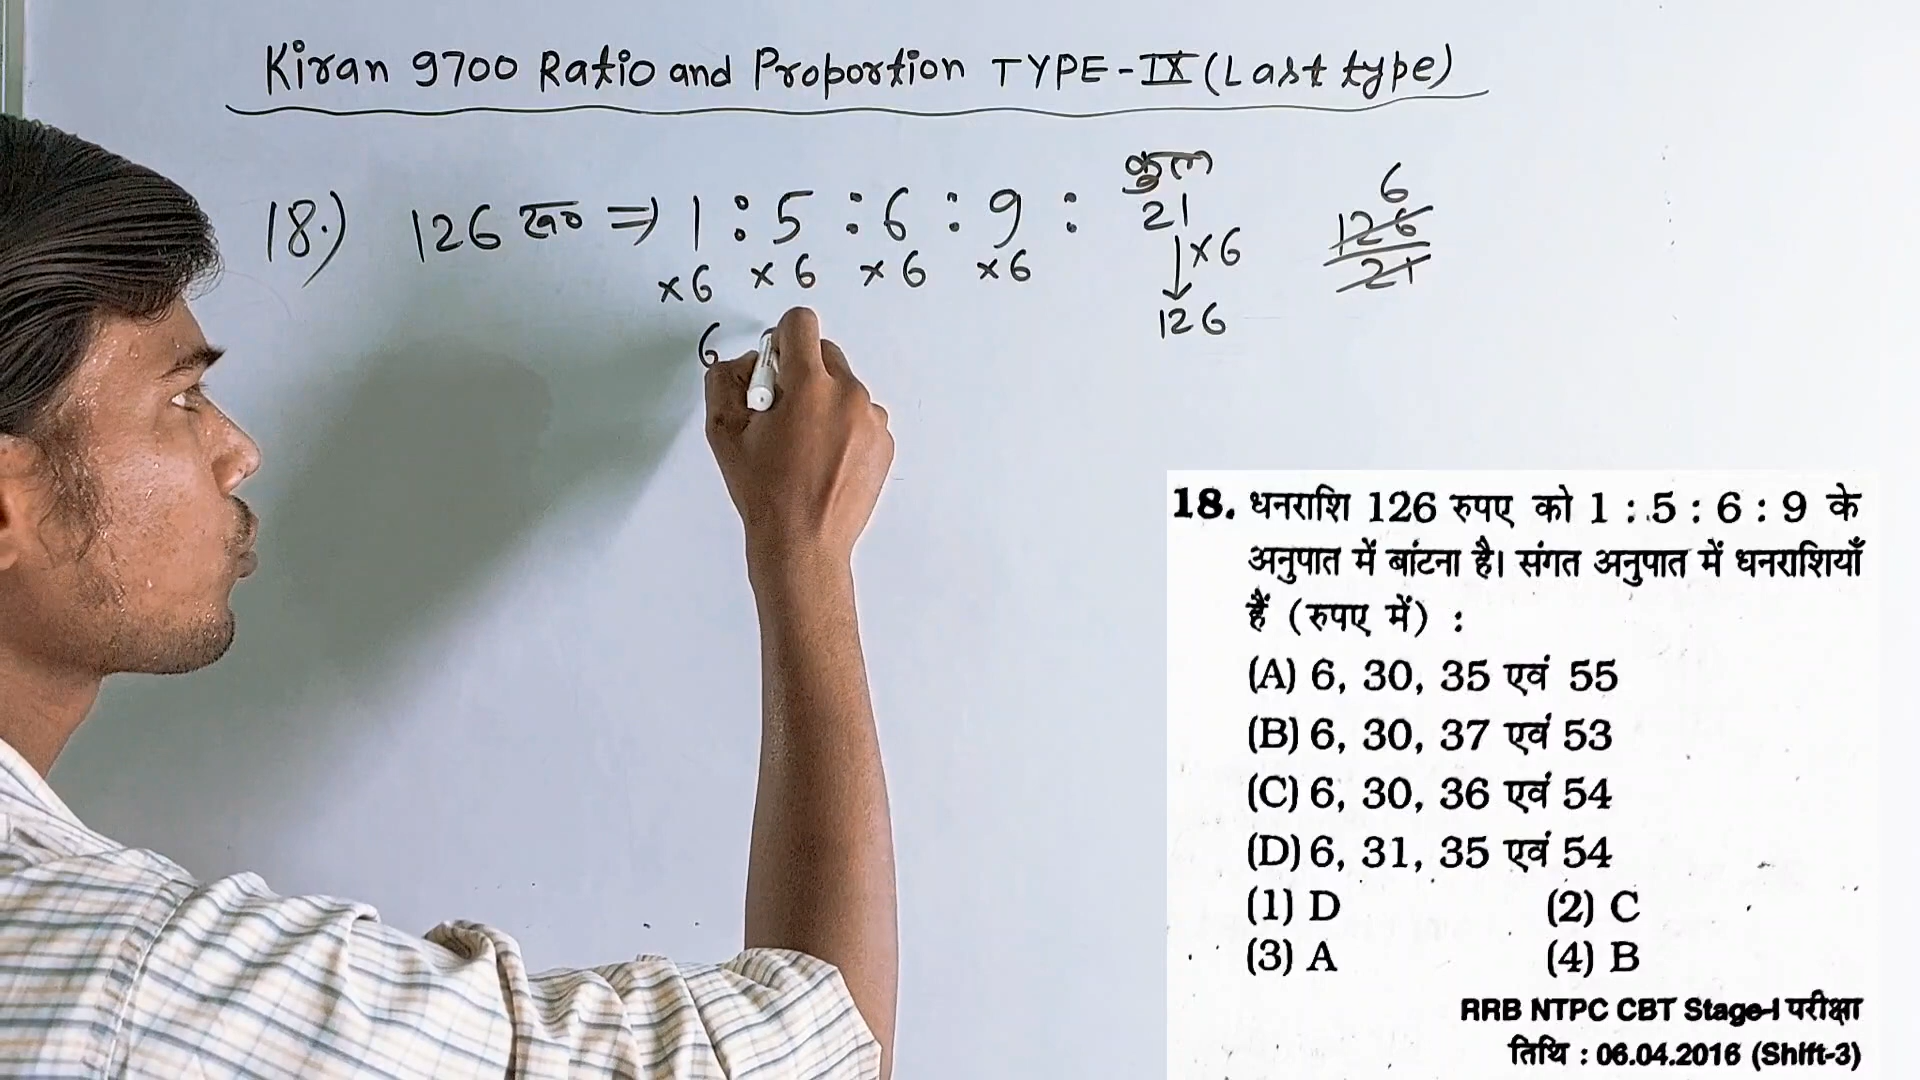 Kiran 9700 Ratio and Proportion TYPE-IX (Last type)
18.) 126 रू० ⇒ 1 : 5 : 6 : 9 : कुल 21
×6 ×6 ×6 ×6 ↓×6
6 126
6
126
21
18. धनराशि 126 रुपए को 1 : 5 : 6 : 9 के
अनुपात में बांटना है। संगत अनुपात में धनराशियाँ
हैं (रुपए में) :
(A) 6, 30, 35 एवं 55
(B) 6, 30, 37 एवं 53
(C) 6, 30, 36 एवं 54
(D) 6, 31, 35 एवं 54
(1) D (2) C
(3) A (4) B
RRB NTPC CBT Stage-I परीक्षा
तिथि : 06.04.2016 (Shift-3)